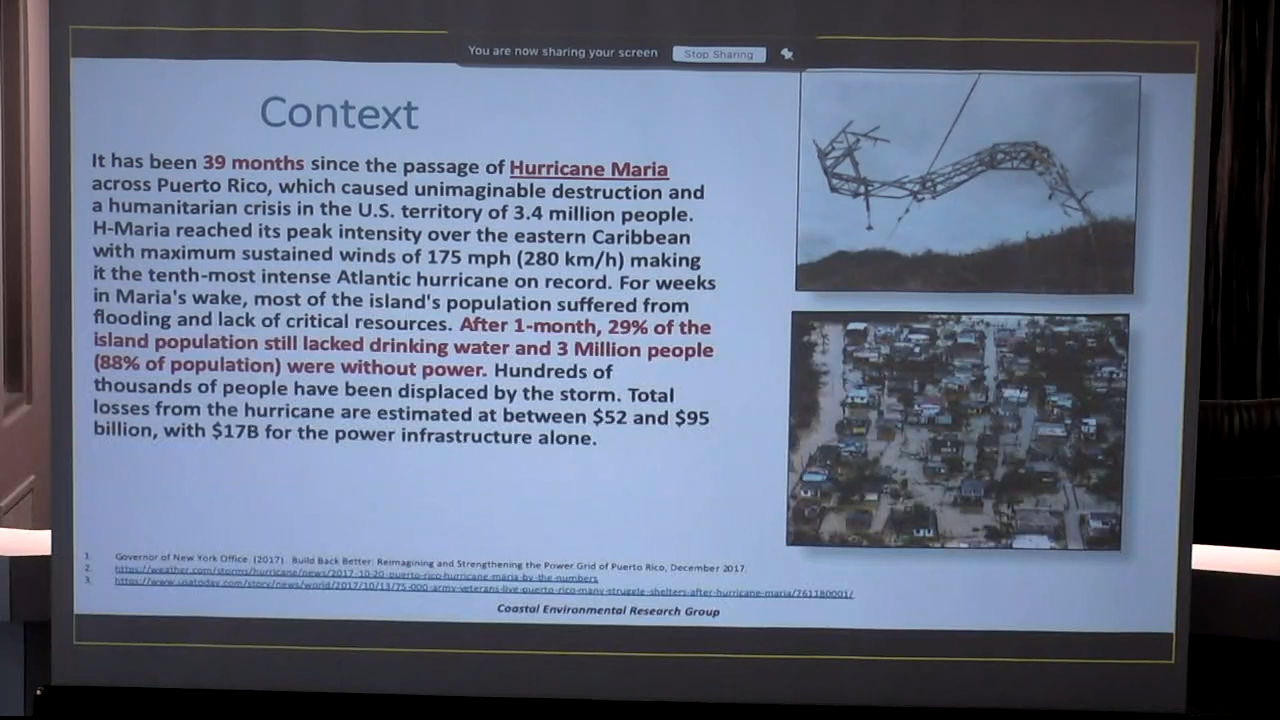 You are now sharing your screen
Stop Sharing
Context
It has been 39 months since the passage of Hurricane Maria
across Puerto Rico, which caused unimaginable destruction and
a humanitarian crisis in the U.S. territory of 3.4 million people.
H-Maria reached its peak intensity over the eastern Caribbean
with maximum sustained winds of 175 mph (280 km/h) making
it the tenth-most intense Atlantic hurricane on record. For weeks
in Maria's wake, most of the island's population suffered from
flooding and lack of critical resources. After 1-month, 29% of the
island population still lacked drinking water and 3 Million people
(88% of population) were without power. Hundreds of
thousands of people have been displaced by the storm. Total
losses from the hurricane are estimated at between $52 and $95
billion, with $17B for the power infrastructure alone.
1. Governor of New York Office. (2017). Build Back Better: Reimagining and Strengthening the Power Grid of Puerto Rico, December 2017.
2. https://weather.com/storms/hurricane/news/2017-10-20-puerto-rico-hurricane-maria-by-the-numbers
3. https://www.usatoday.com/story/news/world/2017/10/13/75-000-army-veterans-live-puerto-rico-many-struggle-shelters-after-hurricane-maria/761180001/
Coastal Environmental Research Group